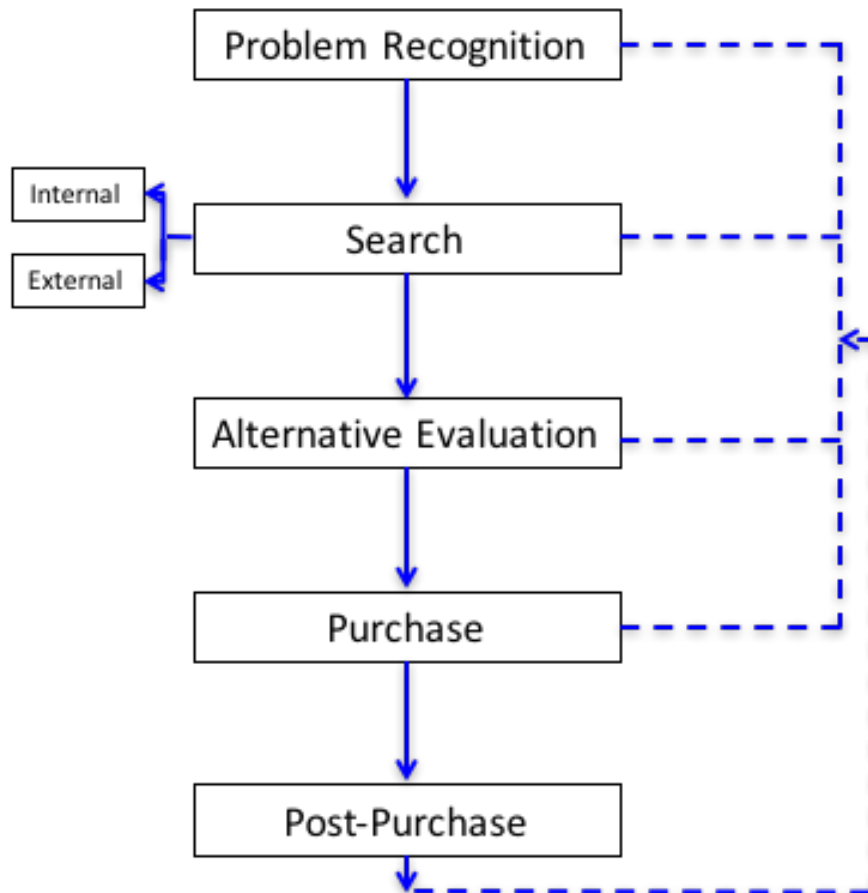 Problem Recognition
Internal
Search
External
Alternative Evaluation
Purchase
Post-Purchase